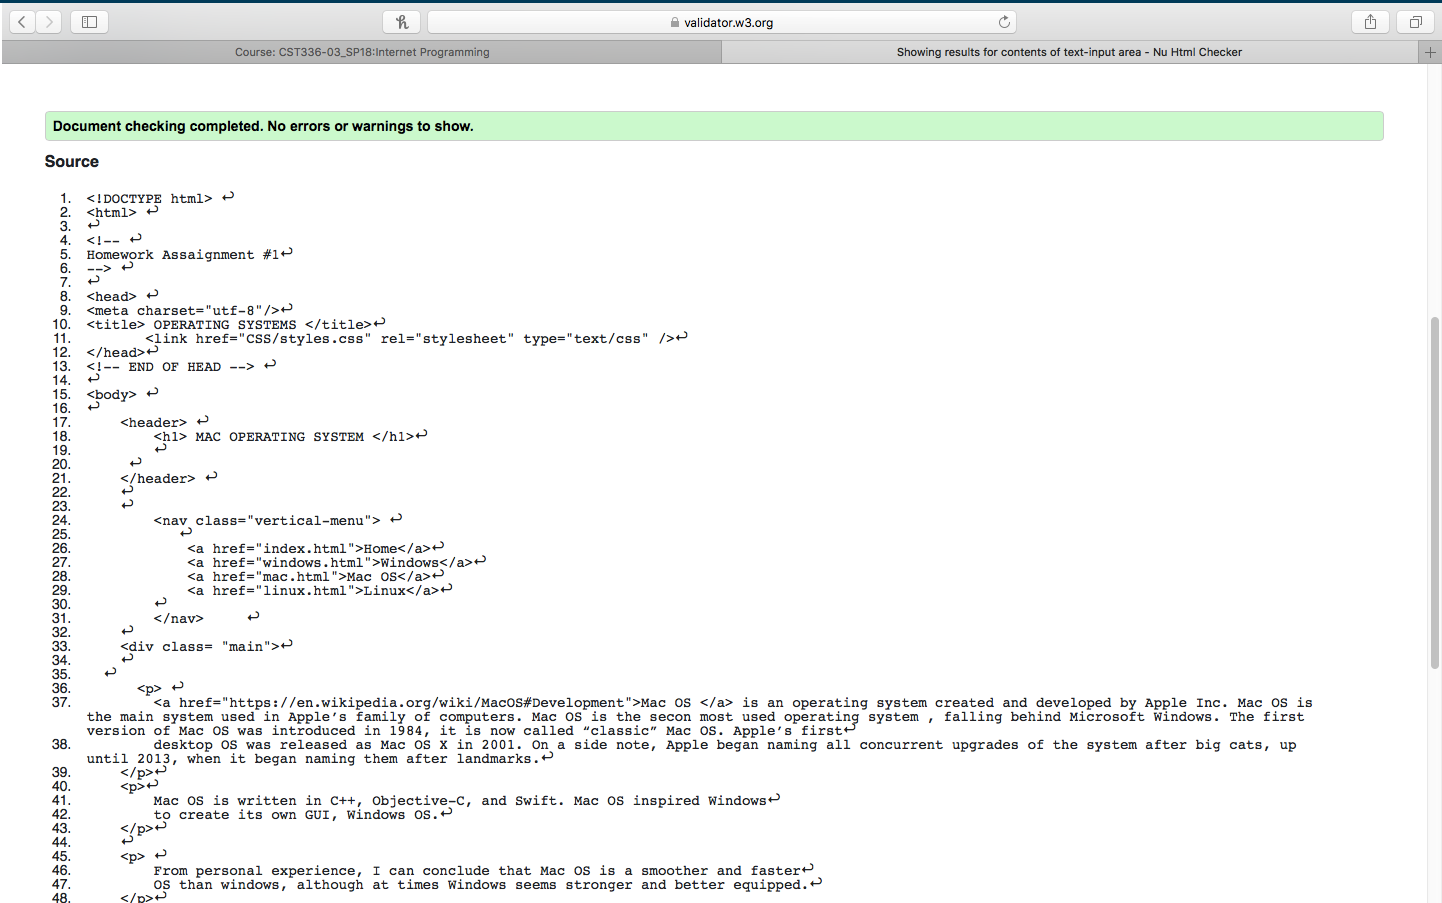 validator.w3.org
Course: CST336-03_SP18:Internet Programming
Showing results for contents of text-input area - Nu Html Checker
Document checking completed. No errors or warnings to show.
Source
1. <!DOCTYPE html> ↩
2. <html> ↩
3. ↩
4. <!-- ↩
5. Homework Assaignment #1↩
6. --> ↩
7. ↩
8. <head> ↩
9. <meta charset="utf-8"/>↩
10. <title> OPERATING SYSTEMS </title>↩
11. <link href="CSS/styles.css" rel="stylesheet" type="text/css" />↩
12. </head>↩
13. <!-- END OF HEAD --> ↩
14. ↩
15. <body> ↩
16. ↩
17. <header> ↩
18. <h1> MAC OPERATING SYSTEM </h1>↩
19. ↩
20. ↩
21. </header> ↩
22. ↩
23. ↩
24. <nav class="vertical-menu"> ↩
25. ↩
26. <a href="index.html">Home</a>↩
27. <a href="windows.html">Windows</a>↩
28. <a href="mac.html">Mac OS</a>↩
29. <a href="linux.html">Linux</a>↩
30. ↩
31. </nav> ↩
32. ↩
33. <div class= "main">↩
34. ↩
35. ↩
36. <p> ↩
37. <a href="https://en.wikipedia.org/wiki/MacOS#Development">Mac OS </a> is an operating system created and developed by Apple Inc. Mac OS is
the main system used in Apple’s family of computers. Mac OS is the secon most used operating system , falling behind Microsoft Windows. The first
version of Mac OS was introduced in 1984, it is now called “classic” Mac OS. Apple’s first↩
38. desktop OS was released as Mac OS X in 2001. On a side note, Apple began naming all concurrent upgrades of the system after big cats, up
until 2013, when it began naming them after landmarks.↩
39. </p>↩
40. <p>↩
41. Mac OS is written in C++, Objective-C, and Swift. Mac OS inspired Windows↩
42. to create its own GUI, Windows OS.↩
43. </p>↩
44. ↩
45. <p> ↩
46. From personal experience, I can conclude that Mac OS is a smoother and faster↩
47. OS than windows, although at times Windows seems stronger and better equipped.↩
48. </p>↩